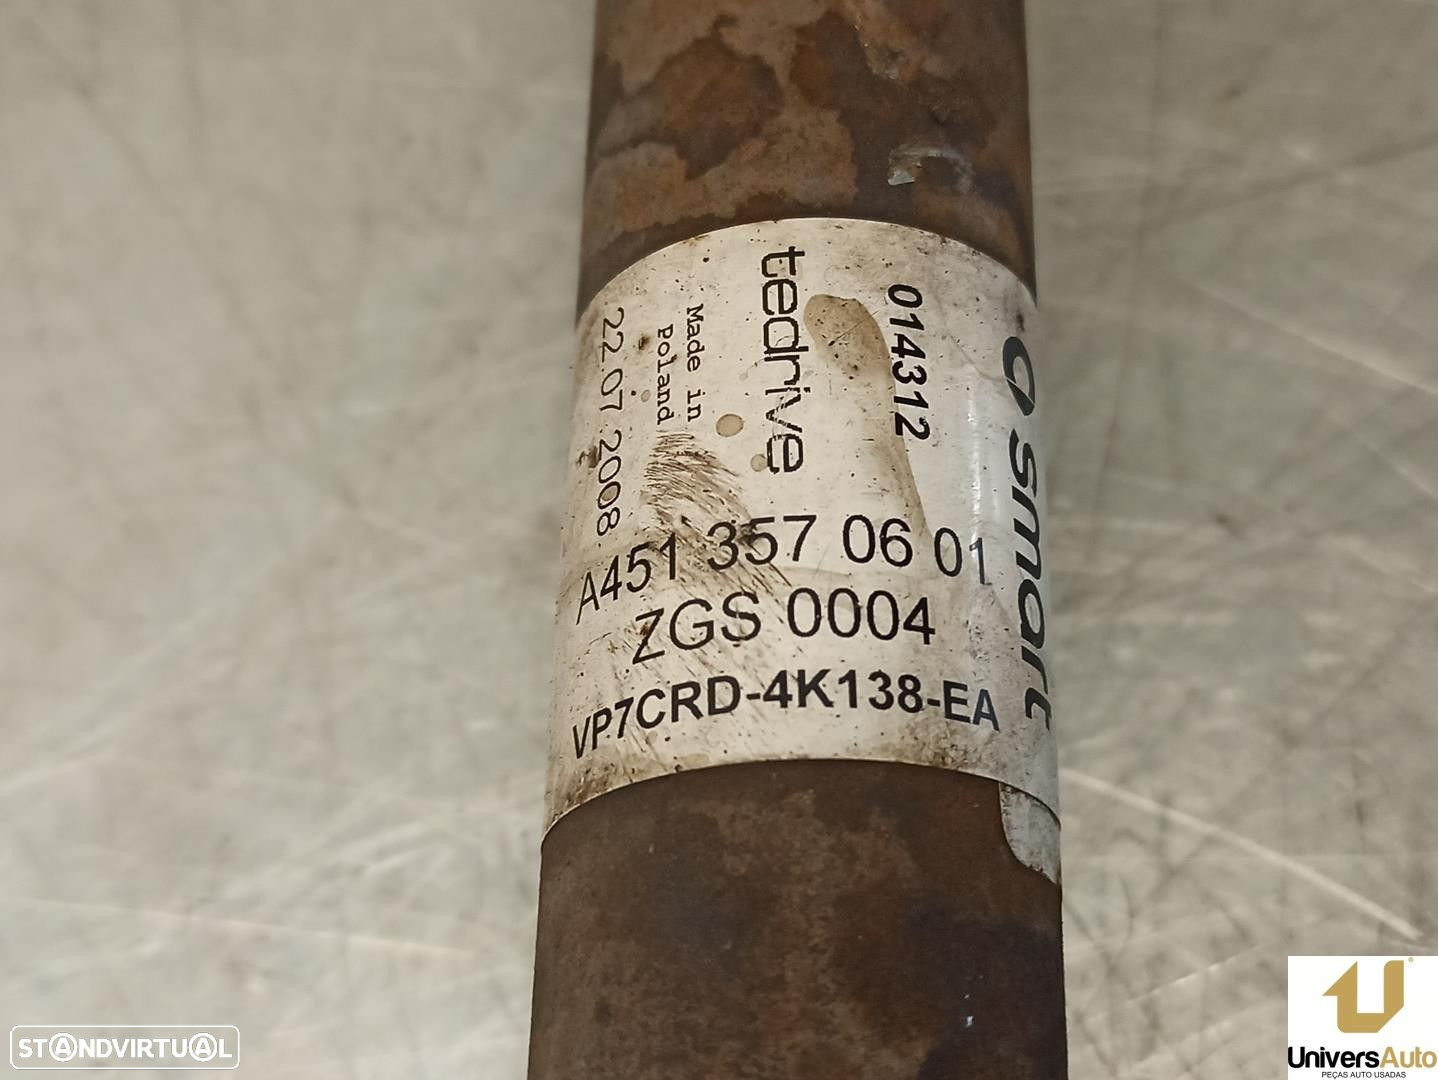 smart
014312
tedrive
Made in
Poland
22.07.2008
A451 357 06 01
ZGS 0004
VP7CRD-4K138-EA
STANDVIRTUAL
UniversAuto
PEÇAS AUTO USADAS